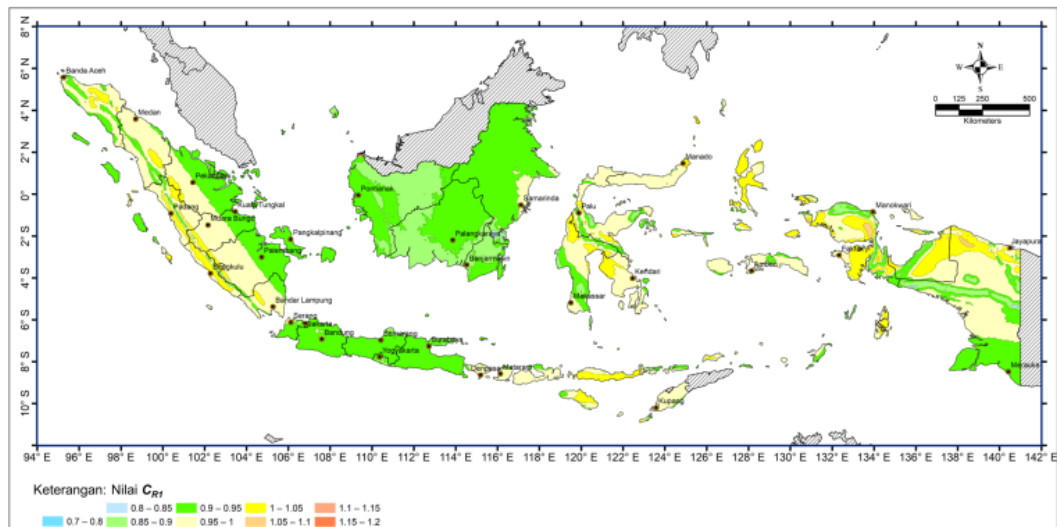 8° N
6° N
4° N
2° N
0°
2° S
4° S
6° S
8° S
10° S
94° E 96° E 98° E 100° E 102° E 104° E 106° E 108° E 110° E 112° E 114° E 116° E 118° E 120° E 122° E 124° E 126° E 128° E 130° E 132° E 134° E 136° E 138° E 140° E 142° E
N
W E
S
0 125 250 500
Kilometers
Banda Aceh
Medan
Pekanbaru
Padang
Kuala Tungkal
Muara Bungo
Pangkalpinang
Palembang
Bengkulu
Bandar Lampung
Serang
Jakarta
Bandung
Semarang
Yogyakarta
Surabaya
Denpasar
Mataram
Kupang
Pontianak
Palangkaraya
Banjarmasin
Samarinda
Manado
Palu
Kendari
Makassar
Ambon
Manokwari
Jayapura
Merauke
Keterangan: Nilai C_R1
0.7 – 0.8
0.8 – 0.85
0.85 – 0.9
0.9 – 0.95
0.95 – 1
1 – 1.05
1.05 – 1.1
1.1 – 1.15
1.15 – 1.2